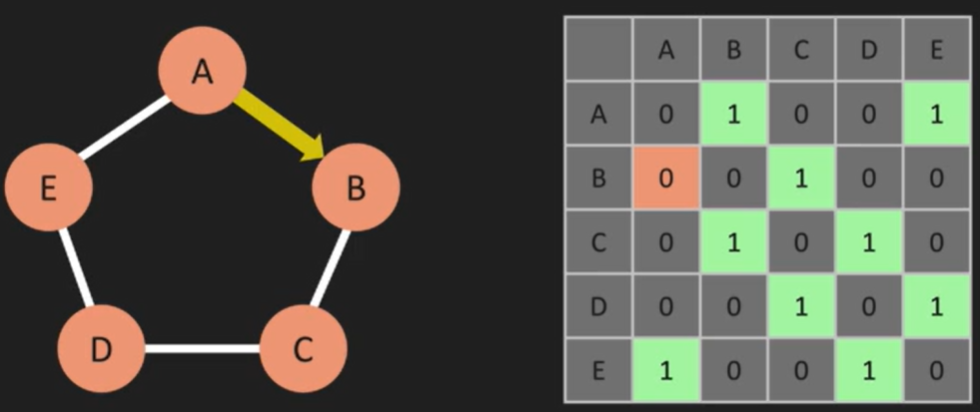 A
E
B
D
C
A B C D E
A 0 1 0 0 1
B 0 0 1 0 0
C 0 1 0 1 0
D 0 0 1 0 1
E 1 0 0 1 0